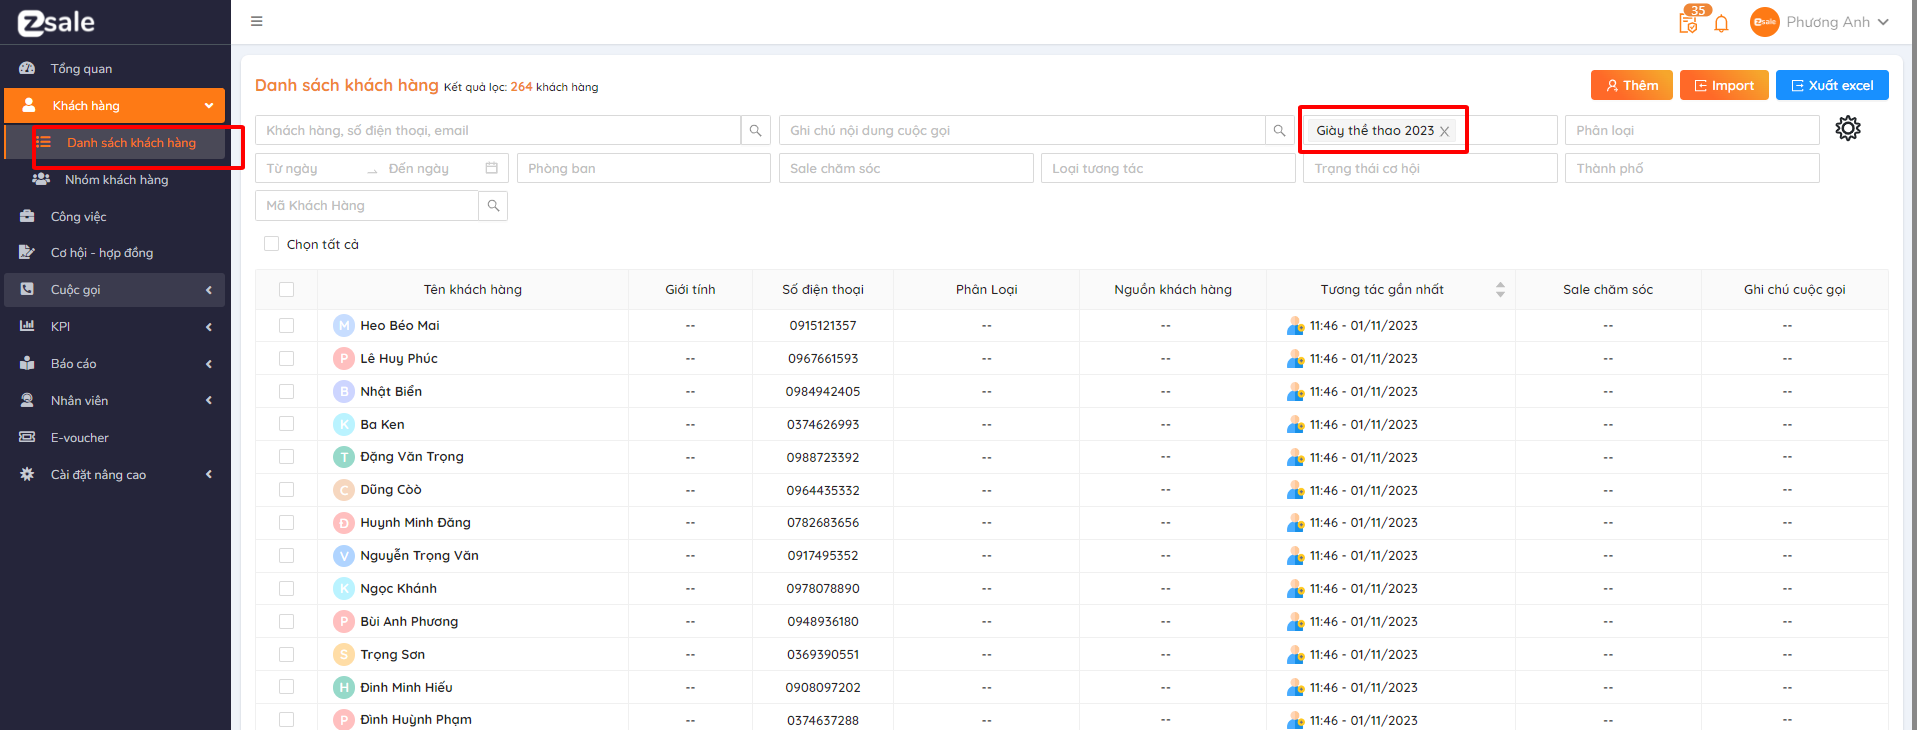 zsale
35
Phương Anh
Tổng quan
Khách hàng
Danh sách khách hàng
Nhóm khách hàng
Công việc
Cơ hội - hợp đồng
Cuộc gọi
KPI
Báo cáo
Nhân viên
E-voucher
Cài đặt nâng cao
Danh sách khách hàng Kết quả lọc: 264 khách hàng
Thêm Import Xuất excel
Khách hàng, số điện thoại, email Ghi chú nội dung cuộc gọi Giày thể thao 2023 Phân loại
Từ ngày Đến ngày Phòng ban Sale chăm sóc Loại tương tác Trạng thái cơ hội Thành phố
Mã Khách Hàng
Chọn tất cả
Tên khách hàng Giới tính Số điện thoại Phân Loại Nguồn khách hàng Tương tác gần nhất Sale chăm sóc Ghi chú cuộc gọi
M Heo Béo Mai -- 0915121357 -- -- 11:46 - 01/11/2023 -- --
P Lê Huy Phúc -- 0967661593 -- -- 11:46 - 01/11/2023 -- --
B Nhật Biển -- 0984942405 -- -- 11:46 - 01/11/2023 -- --
K Ba Ken -- 0374626993 -- -- 11:46 - 01/11/2023 -- --
T Đặng Văn Trọng -- 0988723392 -- -- 11:46 - 01/11/2023 -- --
C Dũng Còò -- 0964435332 -- -- 11:46 - 01/11/2023 -- --
Đ Huynh Minh Đăng -- 0782683656 -- -- 11:46 - 01/11/2023 -- --
V Nguyễn Trọng Văn -- 0917495352 -- -- 11:46 - 01/11/2023 -- --
K Ngọc Khánh -- 0978078890 -- -- 11:46 - 01/11/2023 -- --
P Bùi Anh Phương -- 0948936180 -- -- 11:46 - 01/11/2023 -- --
S Trọng Sơn -- 0369390551 -- -- 11:46 - 01/11/2023 -- --
H Đinh Minh Hiếu -- 0908097202 -- -- 11:46 - 01/11/2023 -- --
P Đình Huỳnh Phạm -- 0374637288 -- -- 11:46 - 01/11/2023 -- --